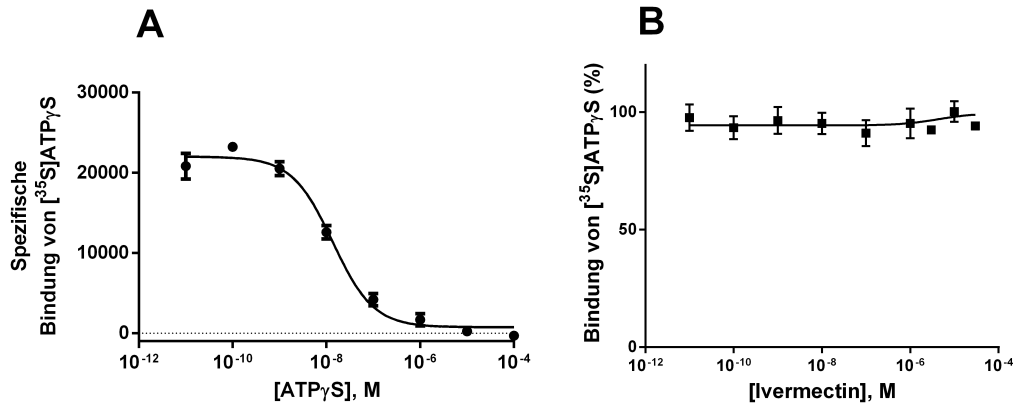 A
Spezifische
Bindung von [³⁵S]ATPγS
30000
20000
10000
0
10⁻¹²
10⁻¹⁰
10⁻⁸
10⁻⁶
10⁻⁴
[ATPγS], M
B
Bindung von [³⁵S]ATPγS (%)
100
50
0
10⁻¹²
10⁻¹⁰
10⁻⁸
10⁻⁶
10⁻⁴
[Ivermectin], M